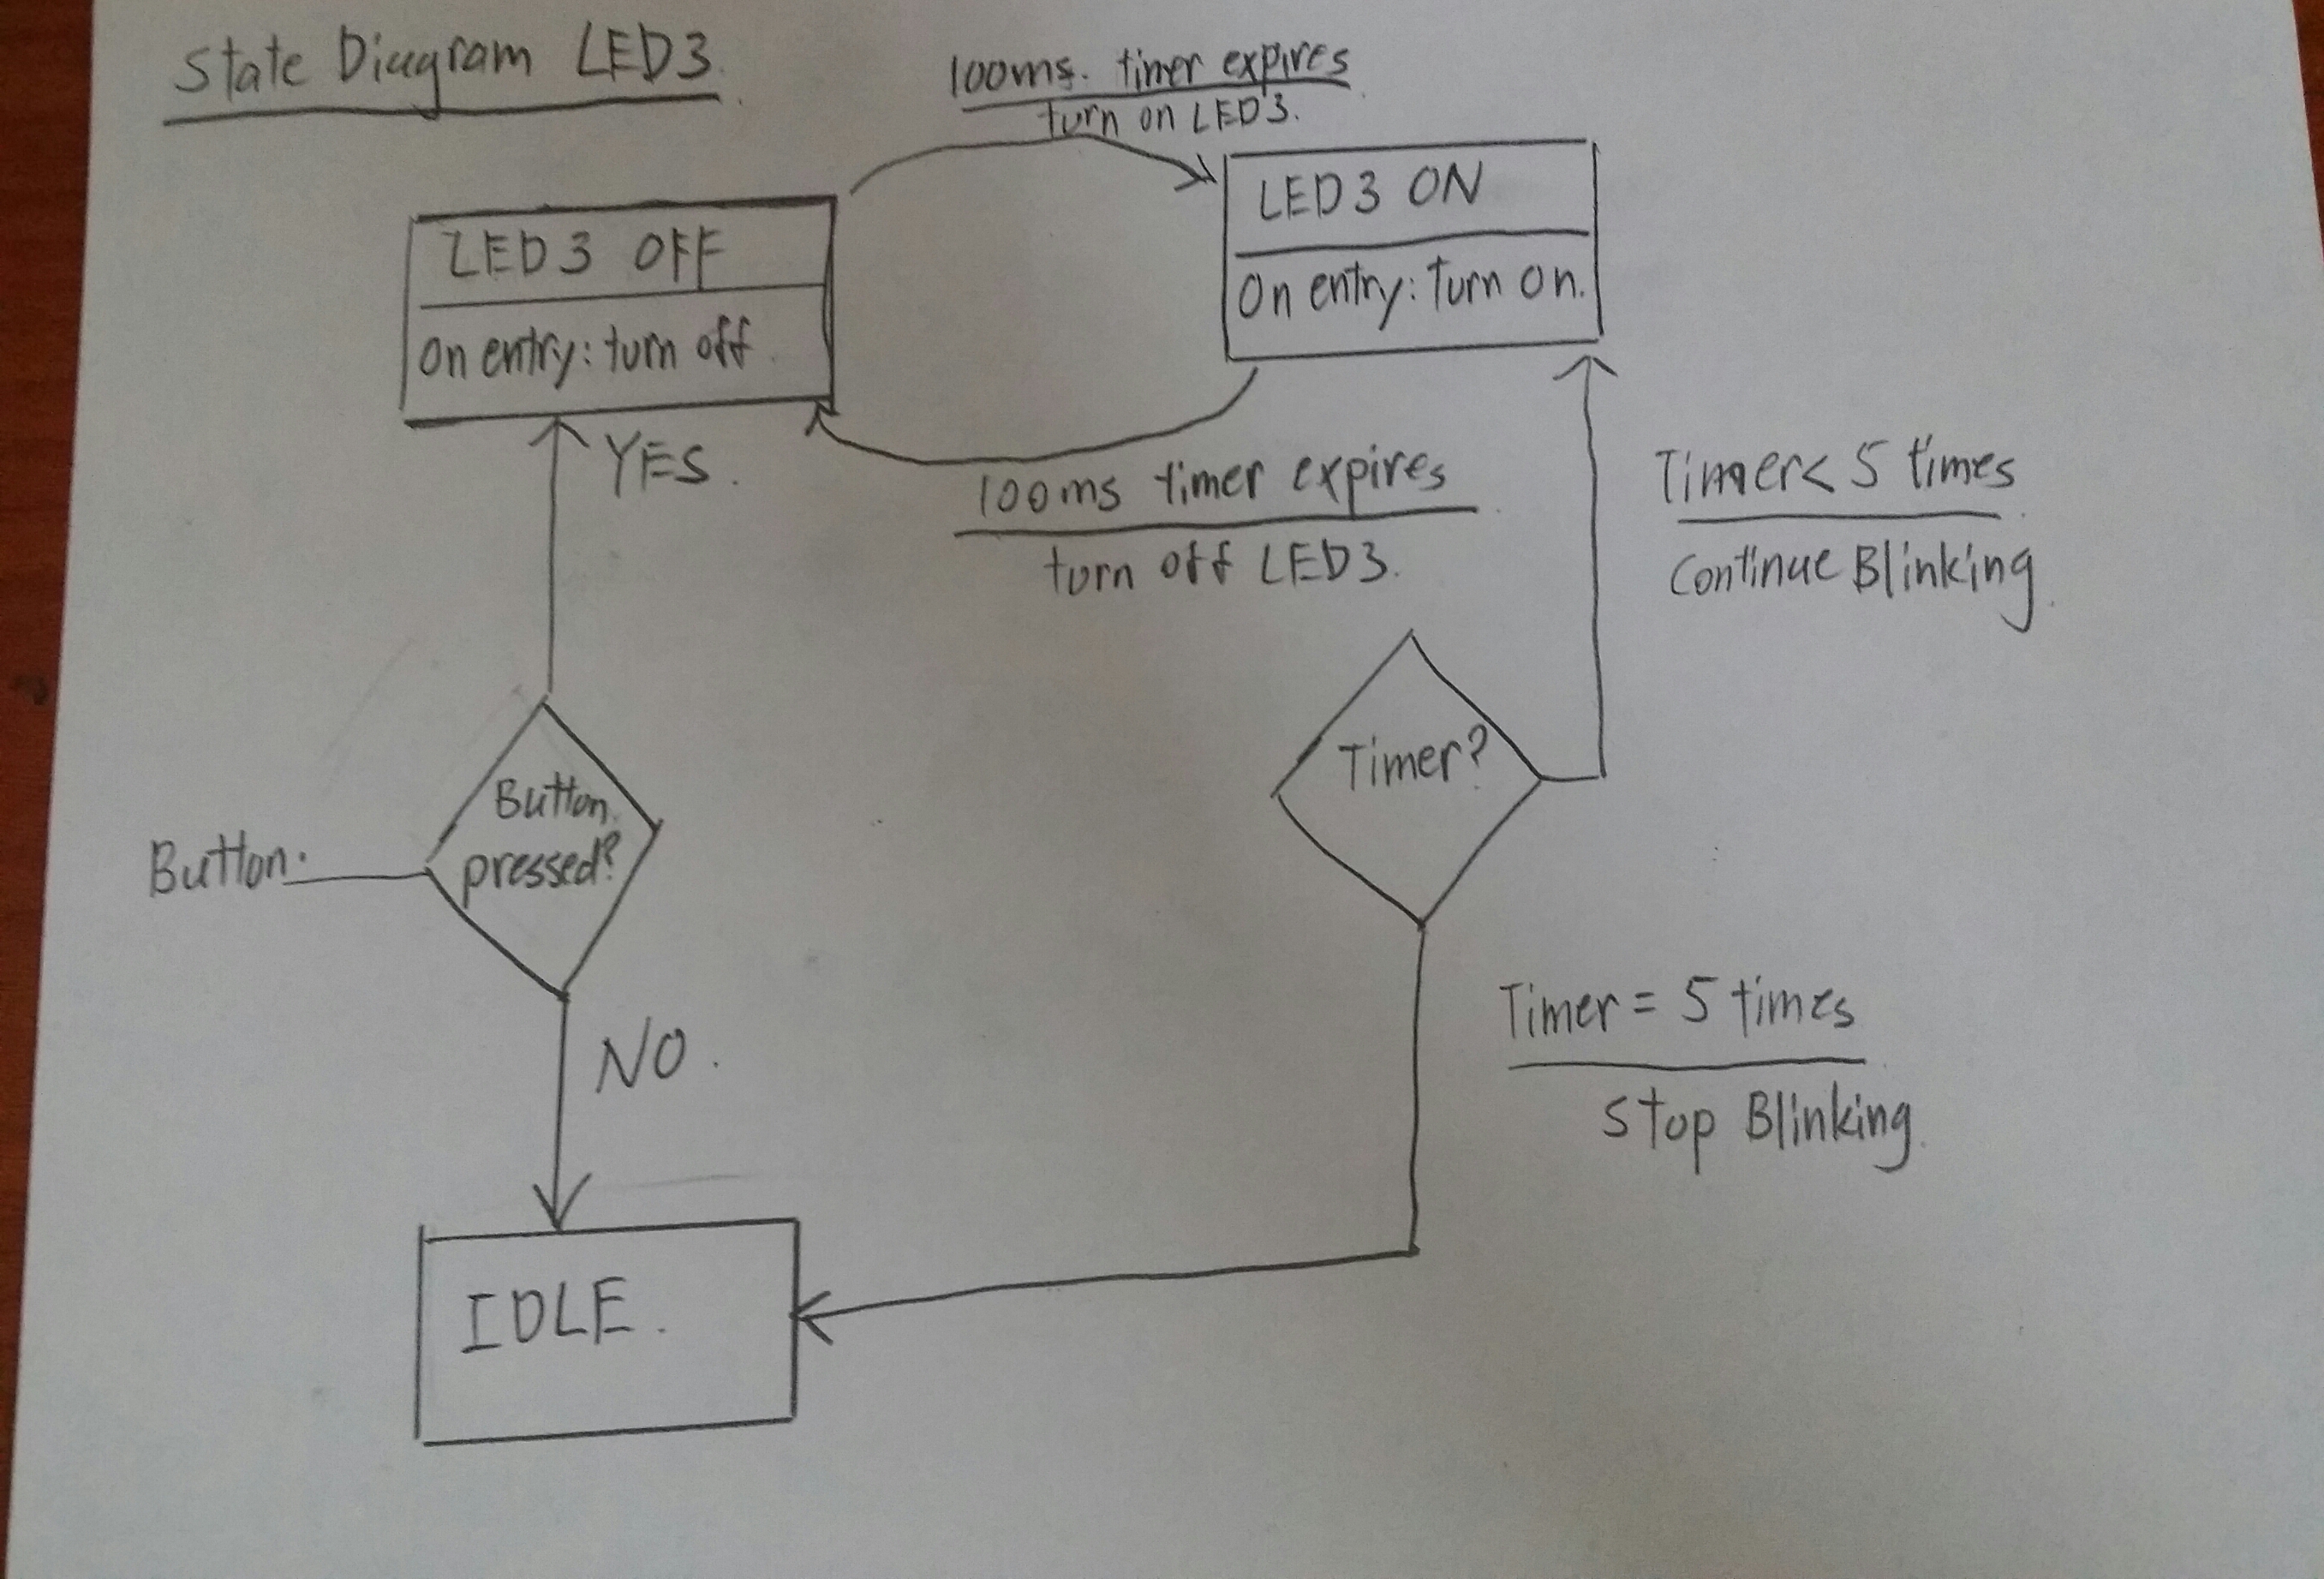 State Diagram LED3.
100ms. timer expires
turn on LED3.
LED3 ON
On entry: turn on.
LED3 OFF
On entry: turn off.
YES.
100ms timer expires
turn off LED3.
Timer< 5 times
Continue Blinking.
Timer?
Button.
Button
pressed?
NO.
Timer = 5 times
Stop Blinking.
IDLE.